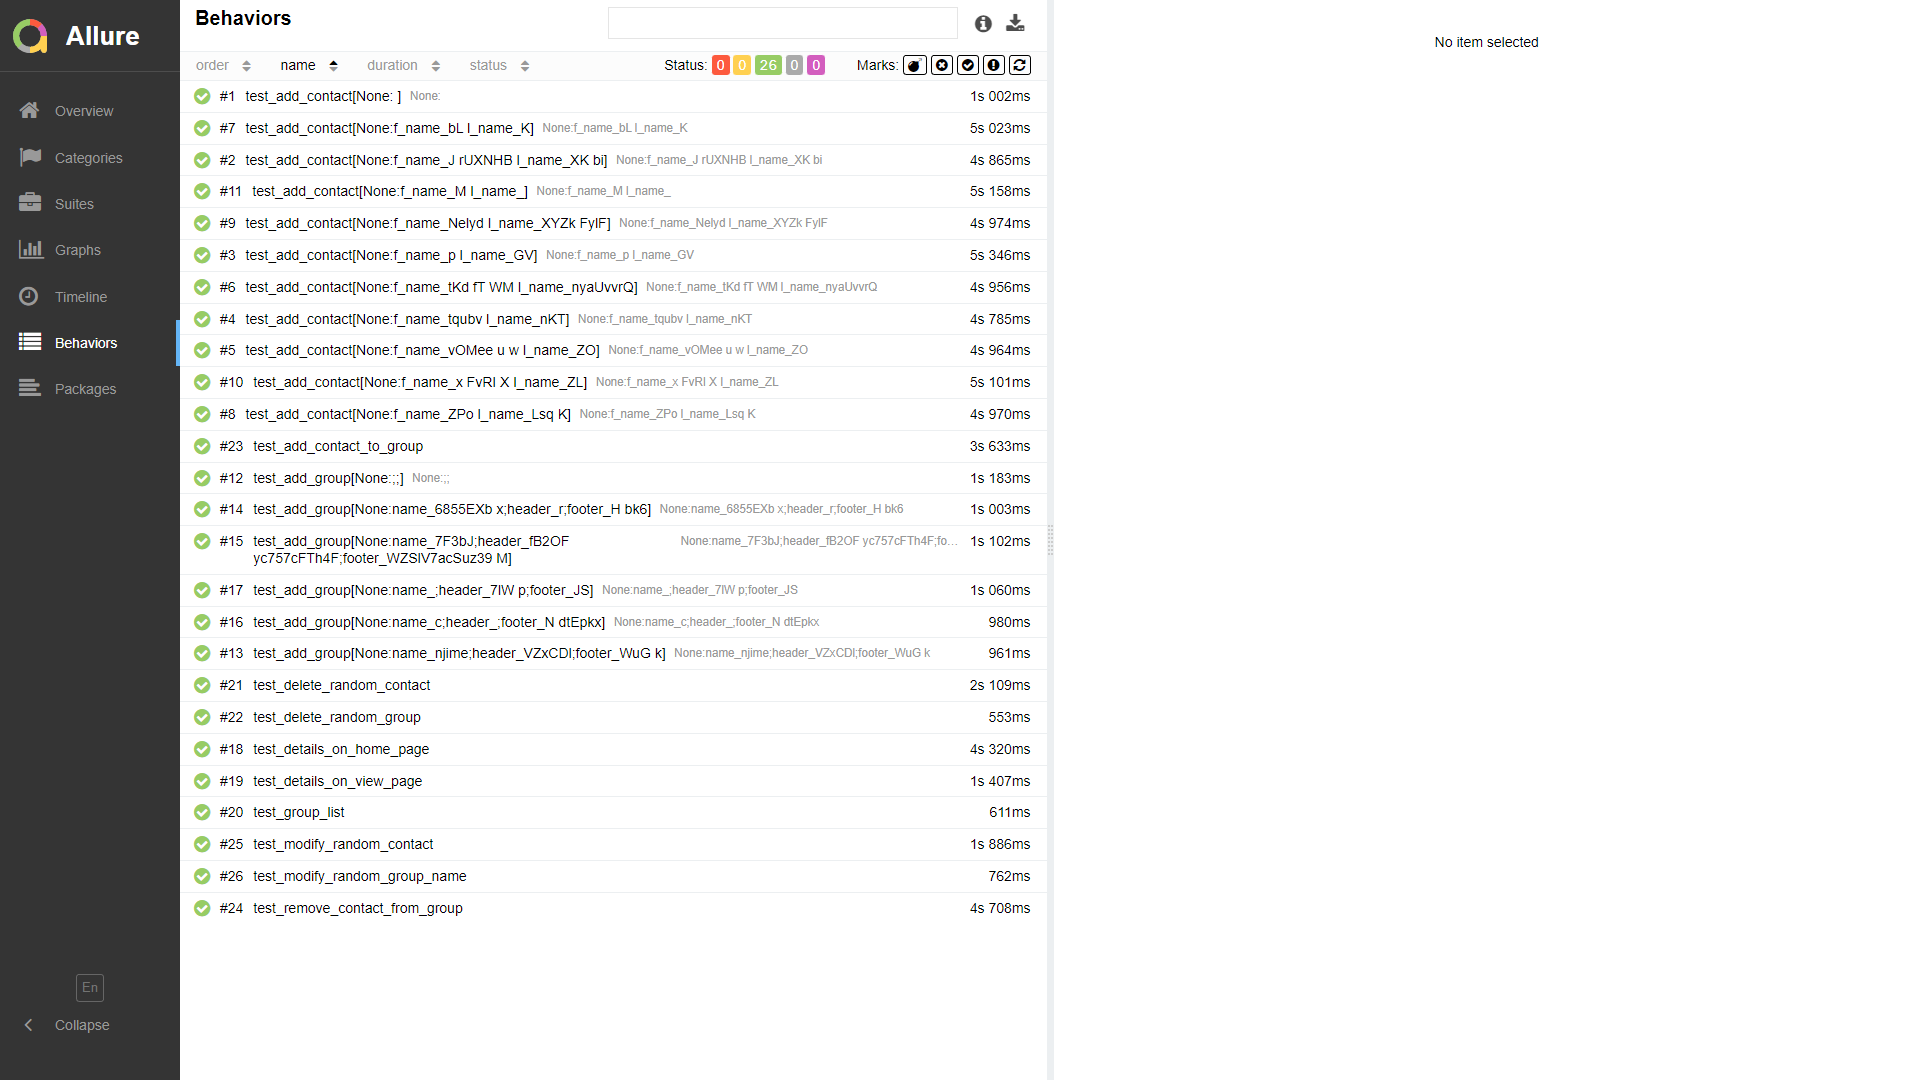 Allure
Overview
Categories
Suites
Graphs
Timeline
Behaviors
Packages
En
Collapse
Behaviors
order name duration status Status: 0 0 26 0 0 Marks:
#1 test_add_contact[None: ] None: 1s 002ms
#7 test_add_contact[None:f_name_bL l_name_K] None:f_name_bL l_name_K 5s 023ms
#2 test_add_contact[None:f_name_J rUXNHB l_name_XK bi] None:f_name_J rUXNHB l_name_XK bi 4s 865ms
#11 test_add_contact[None:f_name_M l_name_] None:f_name_M l_name_ 5s 158ms
#9 test_add_contact[None:f_name_Nelyd l_name_XYZk FylF] None:f_name_Nelyd l_name_XYZk FylF 4s 974ms
#3 test_add_contact[None:f_name_p l_name_GV] None:f_name_p l_name_GV 5s 346ms
#6 test_add_contact[None:f_name_tKd fT WM l_name_nyaUvvrQ] None:f_name_tKd fT WM l_name_nyaUvvrQ 4s 956ms
#4 test_add_contact[None:f_name_tqubv l_name_nKT] None:f_name_tqubv l_name_nKT 4s 785ms
#5 test_add_contact[None:f_name_vOMee u w l_name_ZO] None:f_name_vOMee u w l_name_ZO 4s 964ms
#10 test_add_contact[None:f_name_x FvRl X l_name_ZL] None:f_name_x FvRl X l_name_ZL 5s 101ms
#8 test_add_contact[None:f_name_ZPo l_name_Lsq K] None:f_name_ZPo l_name_Lsq K 4s 970ms
#23 test_add_contact_to_group 3s 633ms
#12 test_add_group[None:;;] None:;; 1s 183ms
#14 test_add_group[None:name_6855EXb x;header_r;footer_H bk6] None:name_6855EXb x;header_r;footer_H bk6 1s 003ms
#15 test_add_group[None:name_7F3bJ;header_fB2OF None:name_7F3bJ;header_fB2OF yc757cFTh4F;fo... 1s 102ms
yc757cFTh4F;footer_WZSIV7acSuz39 M]
#17 test_add_group[None:name_;header_7IW p;footer_JS] None:name_;header_7IW p;footer_JS 1s 060ms
#16 test_add_group[None:name_c;header_;footer_N dtEpkx] None:name_c;header_;footer_N dtEpkx 980ms
#13 test_add_group[None:name_njime;header_VZxCDl;footer_WuG k] None:name_njime;header_VZxCDl;footer_WuG k 961ms
#21 test_delete_random_contact 2s 109ms
#22 test_delete_random_group 553ms
#18 test_details_on_home_page 4s 320ms
#19 test_details_on_view_page 1s 407ms
#20 test_group_list 611ms
#25 test_modify_random_contact 1s 886ms
#26 test_modify_random_group_name 762ms
#24 test_remove_contact_from_group 4s 708ms
No item selected